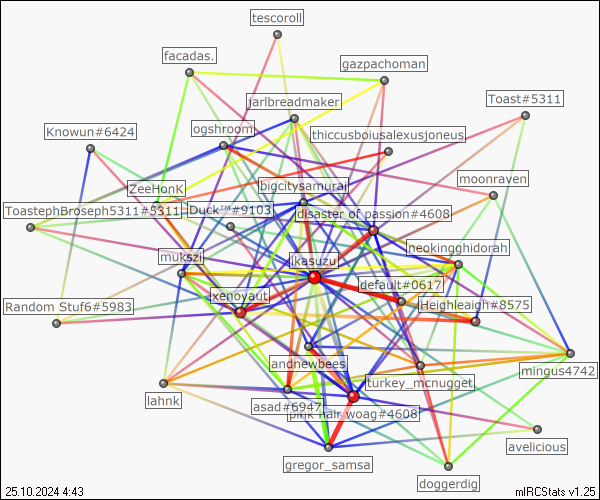 tescoroll
facadas.
gazpachoman
jarlbreadmaker
Toast#5311
ogshroom
Knowun#6424
thiccusboiusalexusjoneus
moonraven
ZeeHonK
bigcitysamurai
ToastephBroseph5311#5311
Duck™#9103
disaster of passion#4608
mukszi
ikasuzu
neokingghidorah
default#0617
xenoyaut
Heighleaigh#8575
Random Stuf6#5983
andnewbees
mingus4742
turkey_mcnugget
lahnk
asad#6947
pink hair woag#4608
avelicious
gregor_samsa
doggerdig
25.10.2024 4:43
mIRCStats v1.25